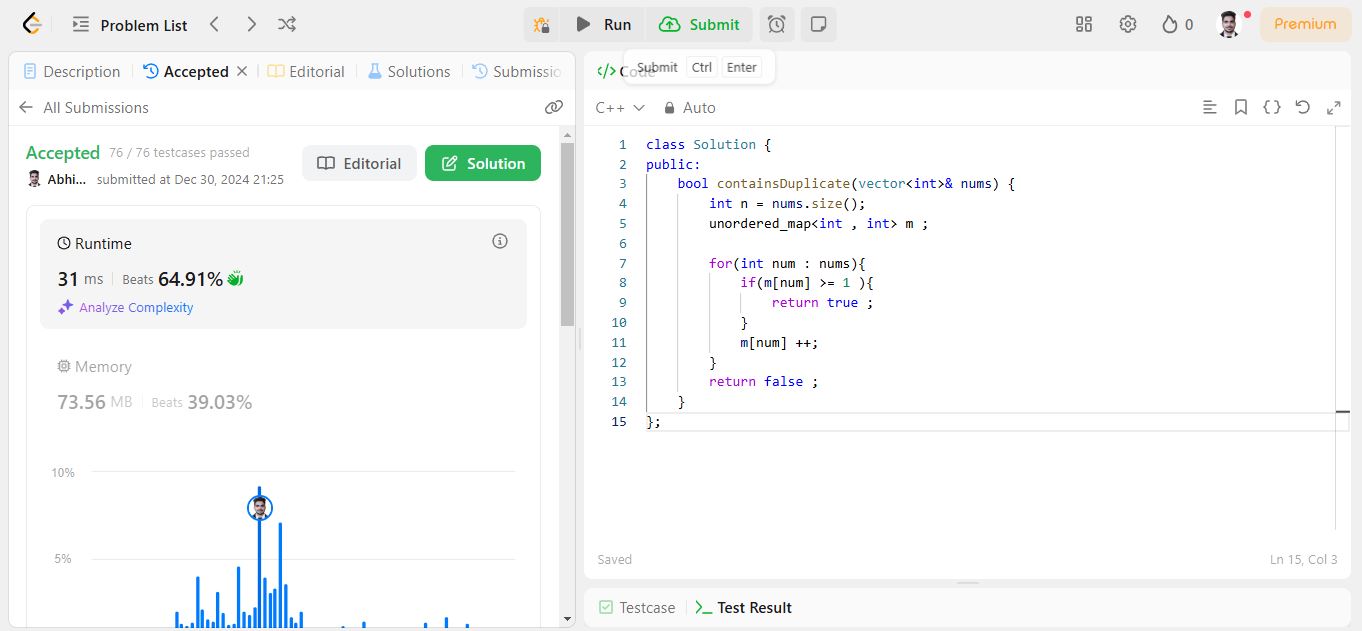 Problem List
Run
Submit
0
Premium
Description
Accepted
Editorial
Solutions
Submissio
Submit Ctrl Enter
All Submissions
C++
Auto
Accepted 76 / 76 testcases passed
Abhi... submitted at Dec 30, 2024 21:25
Editorial
Solution
Runtime
31 ms
Beats 64.91%
Analyze Complexity
Memory
73.56 MB
Beats 39.03%
10%
5%
1 class Solution {
2 public:
3     bool containsDuplicate(vector<int>& nums) {
4         int n = nums.size();
5         unordered_map<int , int> m ;
6
7         for(int num : nums){
8             if(m[num] >= 1 ){
9                 return true ;
10             }
11             m[num] ++;
12         }
13         return false ;
14     }
15 };
Saved
Ln 15, Col 3
Testcase
Test Result